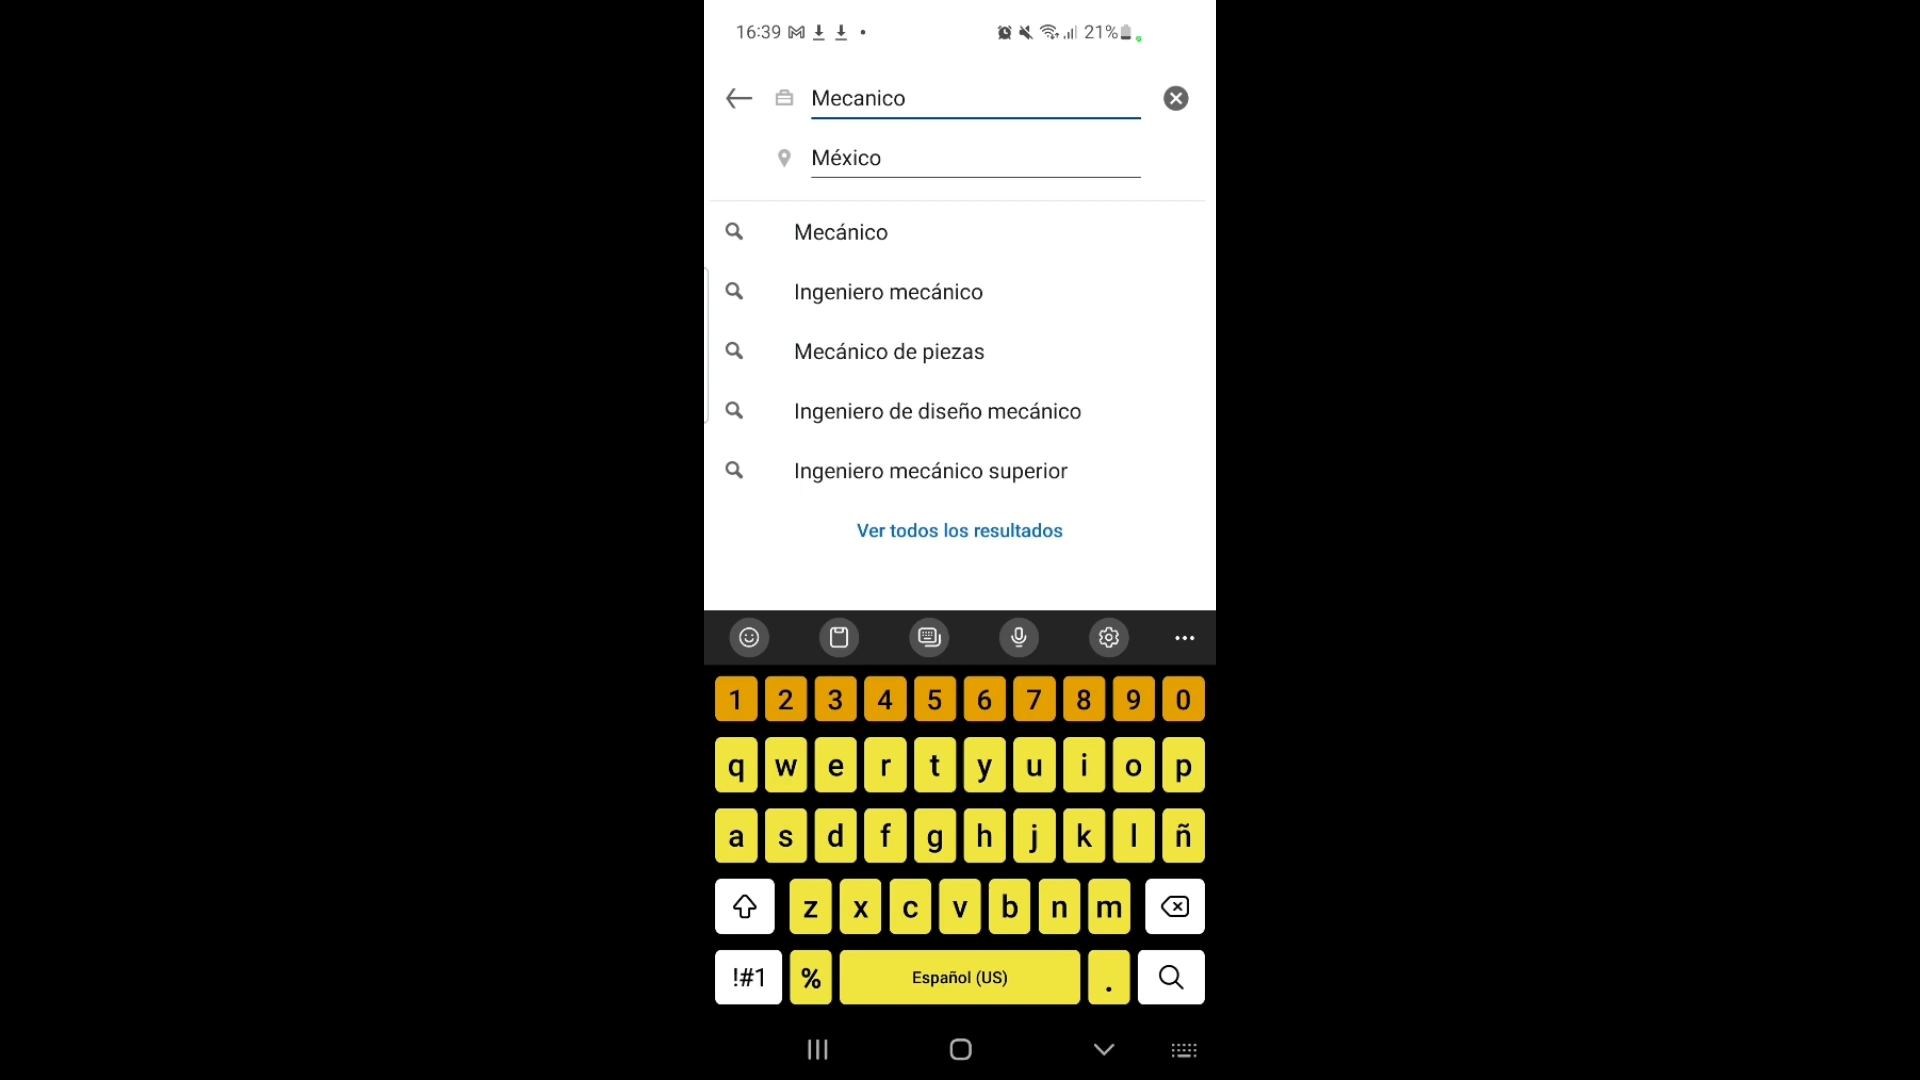 16:39 21%
Mecanico
México
Mecánico
Ingeniero mecánico
Mecánico de piezas
Ingeniero de diseño mecánico
Ingeniero mecánico superior
Ver todos los resultados
1 2 3 4 5 6 7 8 9 0
q w e r t y u i o p
a s d f g h j k l ñ
z x c v b n m
!#1 % Español (US) .